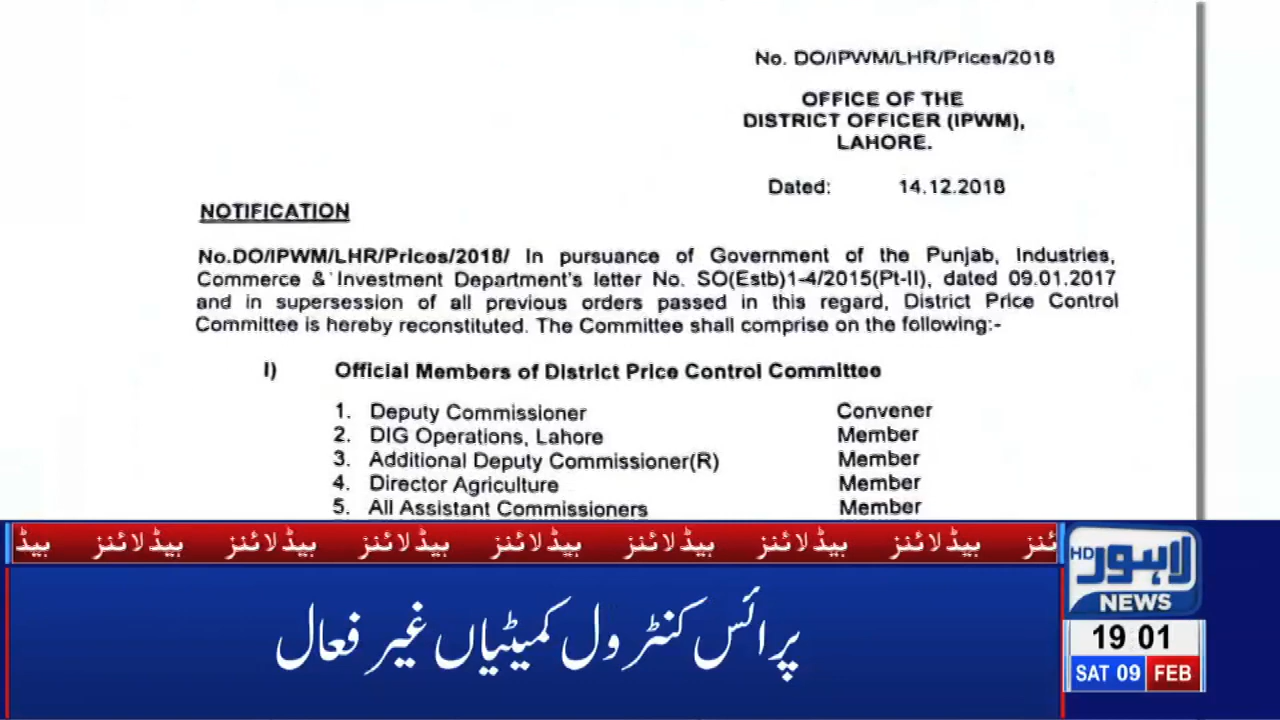 No. DO/IPWM/LHR/Prices/2018
OFFICE OF THE
DISTRICT OFFICER (IPWM),
LAHORE.
Dated: 14.12.2018
NOTIFICATION
No.DO/IPWM/LHR/Prices/2018/ In pursuance of Government of the Punjab, Industries,
Commerce & Investment Department's letter No. SO(Estb)1-4/2015(Pt-II), dated 09.01.2017
and in supersession of all previous orders passed in this regard, District Price Control
Committee is hereby reconstituted. The Committee shall comprise on the following:-
I) Official Members of District Price Control Committee
1. Deputy Commissioner Convener
2. DIG Operations, Lahore Member
3. Additional Deputy Commissioner(R) Member
4. Director Agriculture Member
5. All Assistant Commissioners Member
ئنز ہیڈلائنز ہیڈلائنز ہیڈلائنز ہیڈلائنز ہیڈلائنز ہیڈلائنز ہیڈلائنز ہیڈ
پرائس کنٹرول کمیٹیاں غیر فعال
لاہور HD
NEWS
19 01
SAT 09 FEB